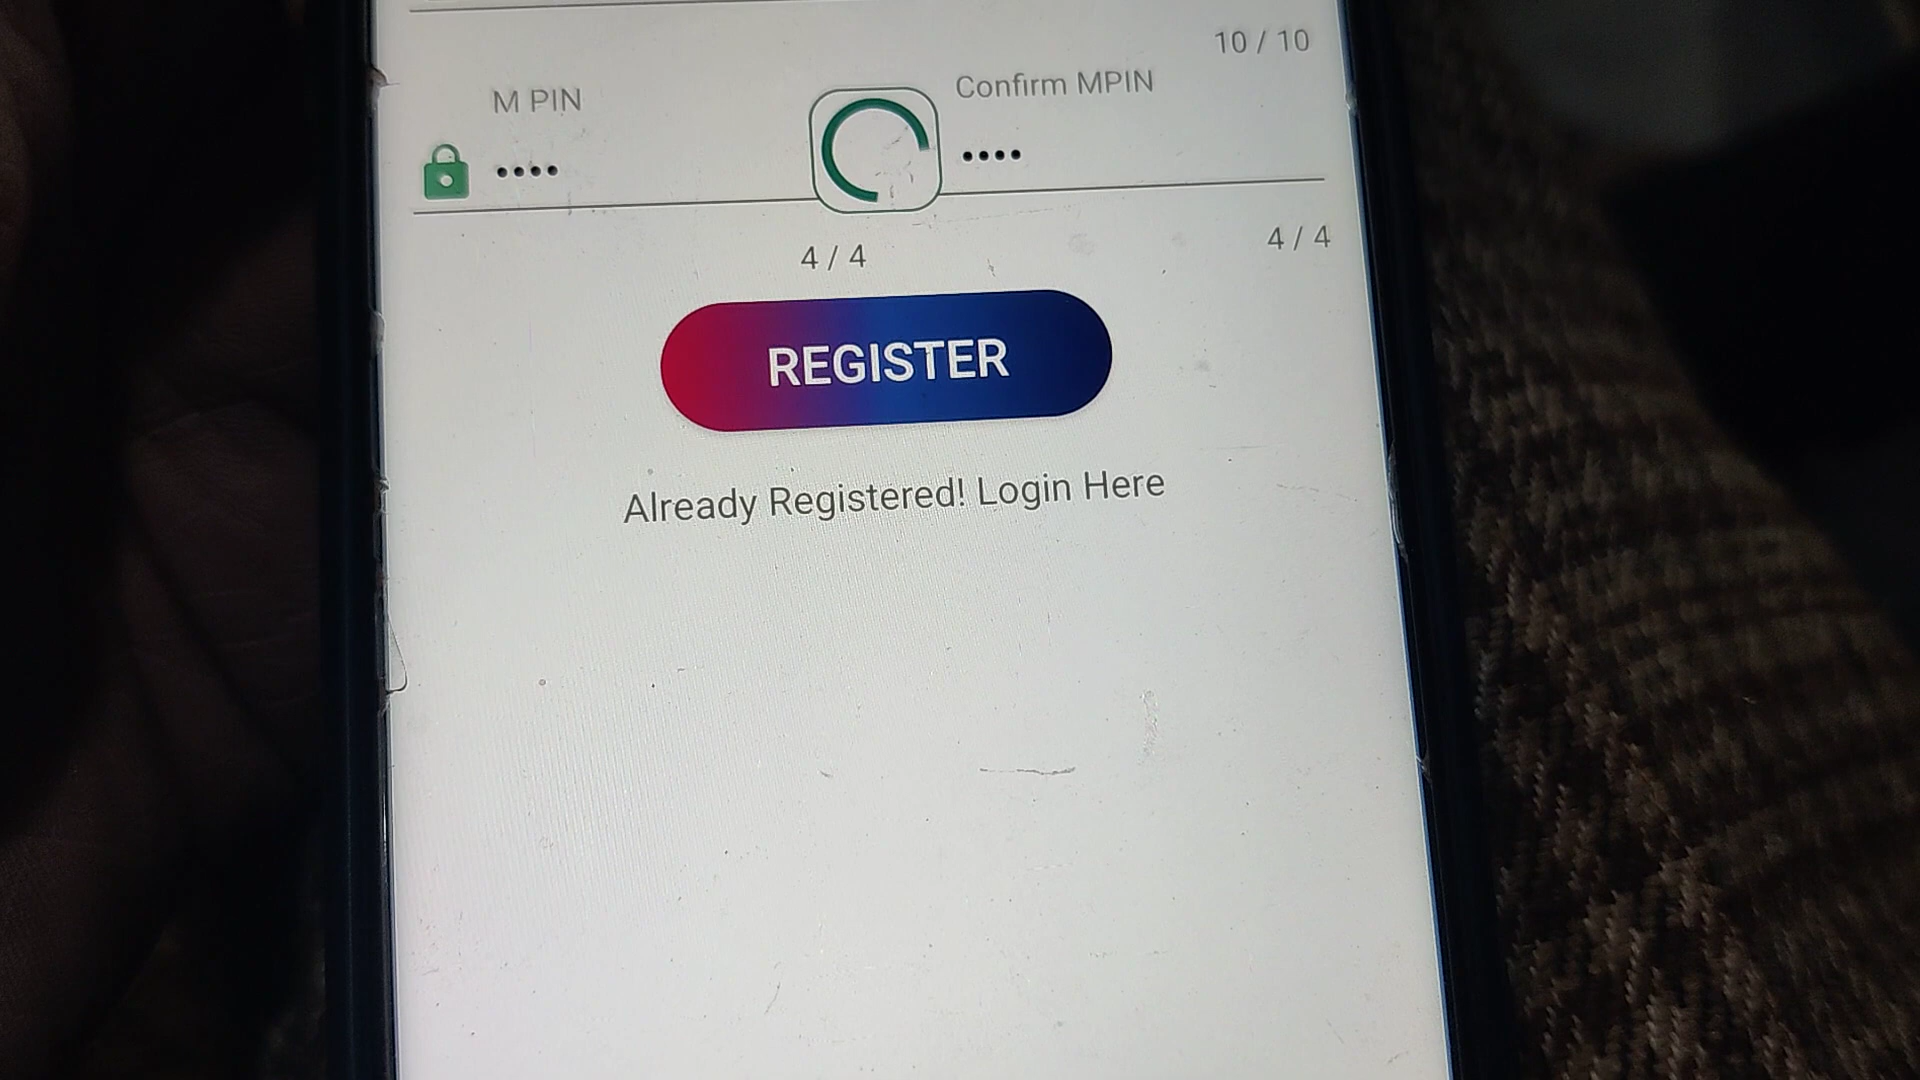 10 / 10
M PIN
Confirm MPIN
••••
••••
4 / 4
4 / 4
REGISTER
Already Registered! Login Here